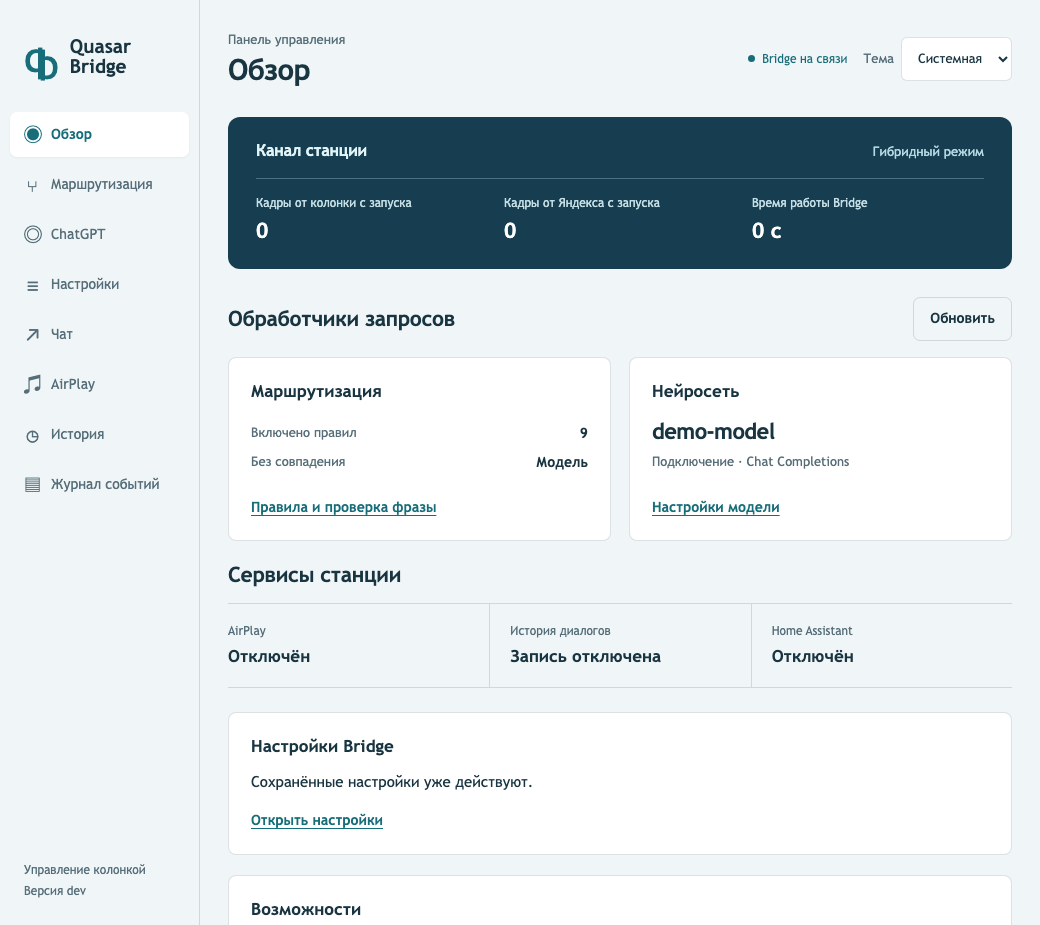 Quasar
Bridge
Обзор
Маршрутизация
ChatGPT
Настройки
Чат
AirPlay
История
Журнал событий
Управление колонкой
Версия dev
Панель управления
Обзор
Bridge на связи
Тема
Системная
Канал станции
Гибридный режим
Кадры от колонки с запуска
0
Кадры от Яндекса с запуска
0
Время работы Bridge
0 с
Обработчики запросов
Обновить
Маршрутизация
Включено правил 9
Без совпадения Модель
Правила и проверка фразы
Нейросеть
demo-model
Подключение · Chat Completions
Настройки модели
Сервисы станции
AirPlay
Отключён
История диалогов
Запись отключена
Home Assistant
Отключён
Настройки Bridge
Сохранённые настройки уже действуют.
Открыть настройки
Возможности